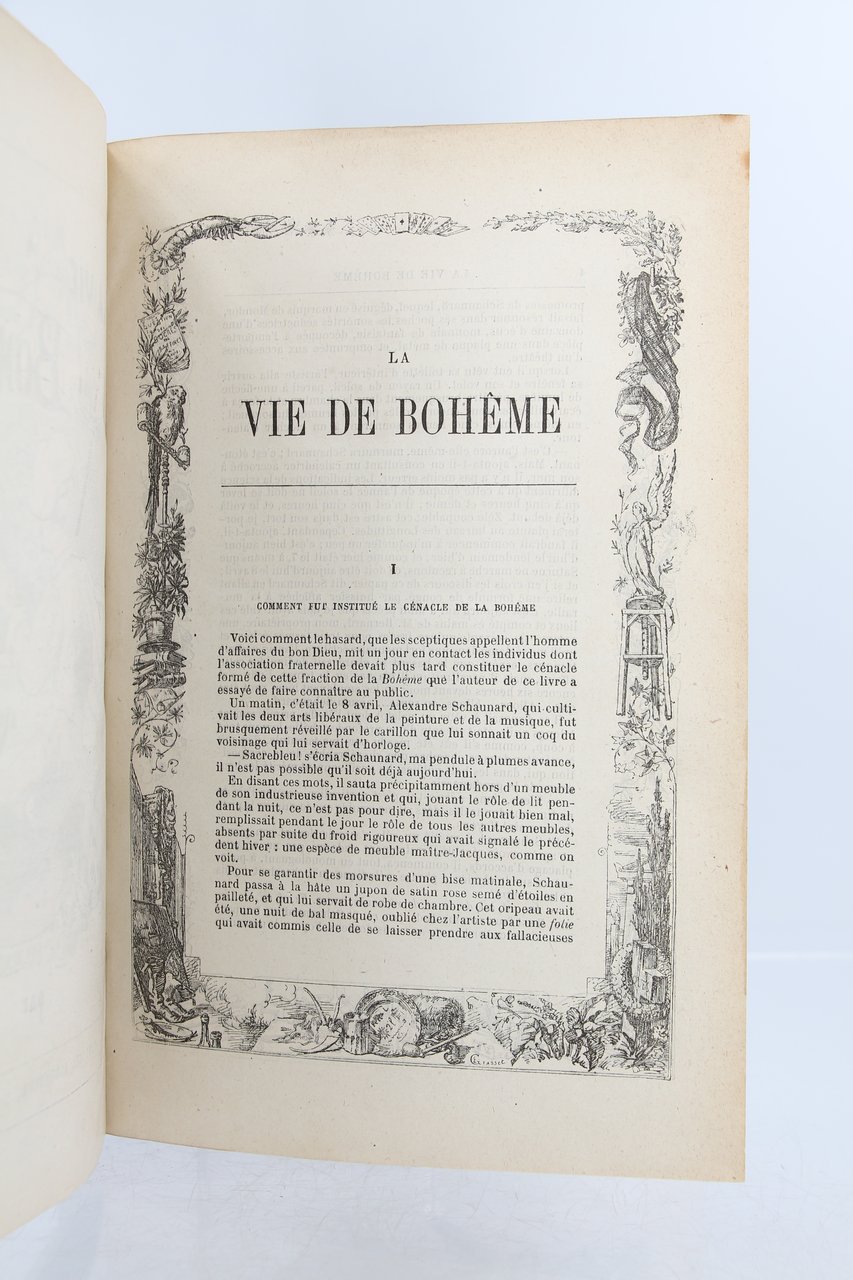 LA
VIE DE BOHÊME
I
COMMENT FUT INSTITUÉ LE CÉNACLE DE LA BOHÊME
Voici comment le hasard, que les sceptiques appellent l'homme
d'affaires du bon Dieu, mit un jour en contact les individus dont
l'association fraternelle devait plus tard constituer le cénacle
formé de cette fraction de la Bohême que l'auteur de ce livre a
essayé de faire connaître au public.
Un matin, c'était le 8 avril, Alexandre Schaunard, qui culti-
vait les deux arts libéraux de la peinture et de la musique, fut
brusquement réveillé par le carillon que lui sonnait un coq du
voisinage qui lui servait d'horloge.
— Sacrebleu! s'écria Schaunard, ma pendule à plumes avance,
il n'est pas possible qu'il soit déjà aujourd'hui.
En disant ces mots, il sauta précipitamment hors d'un meuble
de son industrieuse invention et qui, jouant le rôle de lit pen-
dant la nuit, ce n'est pas pour dire, mais il le jouait bien mal,
remplissait pendant le jour le rôle de tous les autres meubles,
absents par suite du froid rigoureux qui avait signalé le précé-
dent hiver : une espèce de meuble maître-Jacques, comme on
voit.
Pour se garantir des morsures d'une bise matinale, Schau-
nard passa à la hâte un jupon de satin rose semé d'étoiles en
pailleté, et qui lui servait de robe de chambre. Cet oripeau avait
été, une nuit de bal masqué, oublié chez l'artiste par une folie
qui avait commis celle de se laisser prendre aux fallacieuses